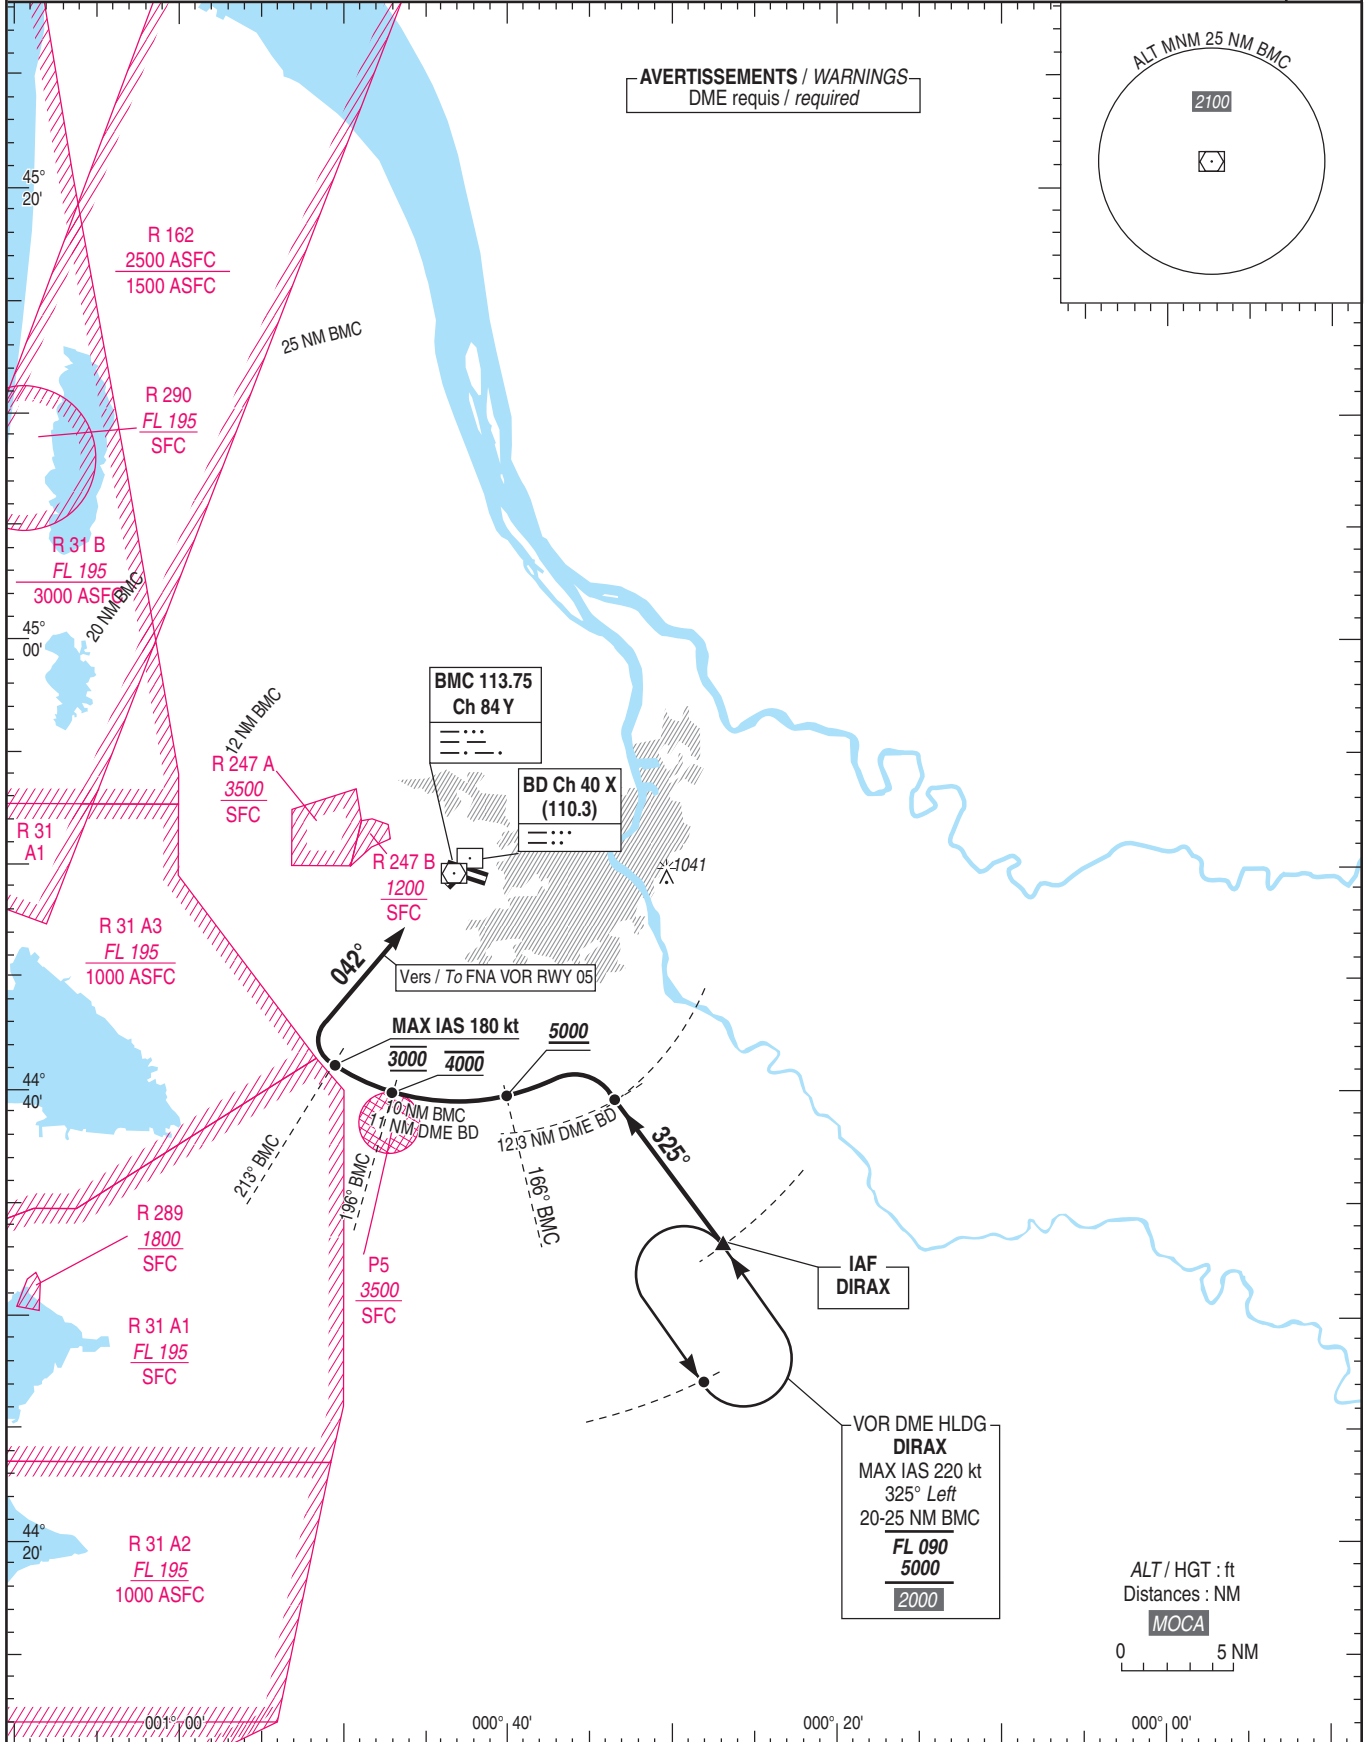 AVERTISSEMENTS / WARNINGS
DME requis / required
ALT MNM 25 NM BMC
2100
45°
20'
R 162
2500 ASFC
1500 ASFC
25 NM BMC
R 290
FL 195
SFC
R 31 B
FL 195
3000 ASFC
20 NM BMC
45°
00'
12 NM BMC
BMC 113.75
Ch 84 Y
R 247 A
3500
SFC
BD Ch 40 X
(110.3)
R 31
A1
R 247 B
1200
SFC
1041
R 31 A3
FL 195
1000 ASFC
042°
Vers / To FNA VOR RWY 05
MAX IAS 180 kt
5000
3000
4000
44°
40'
10 NM BMC
11 NM DME BD
12.3 NM DME BD
325°
213° BMC
196° BMC
166° BMC
R 289
1800
SFC
P5
3500
SFC
IAF
DIRAX
R 31 A1
FL 195
SFC
VOR DME HLDG
DIRAX
MAX IAS 220 kt
325° Left
20-25 NM BMC
FL 090
5000
2000
44°
20'
R 31 A2
FL 195
1000 ASFC
ALT / HGT : ft
Distances : NM
MOCA
0 5 NM
001° 00'
000° 40'
000° 20'
000° 00'